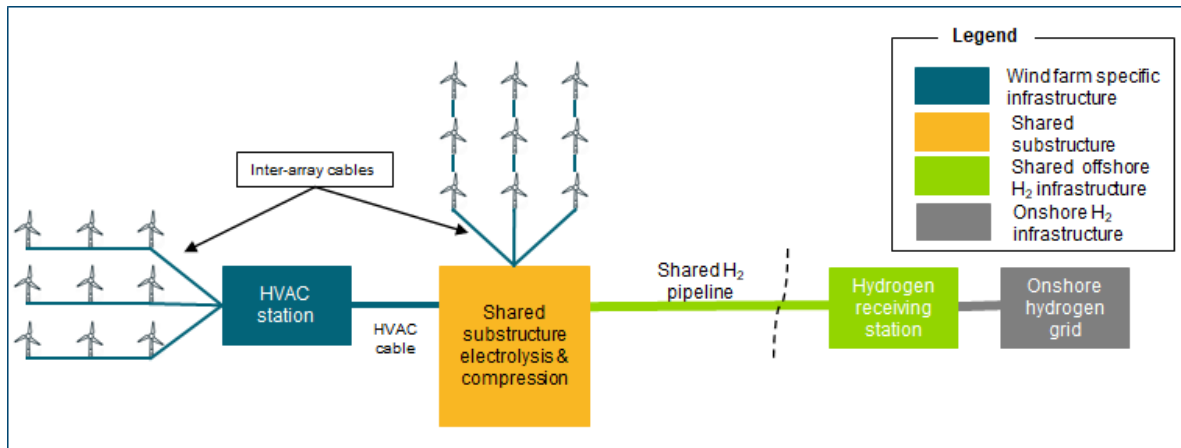 Legend
Wind farm specific
infrastructure
Shared
substructure
Shared offshore
H₂ infrastructure
Onshore H₂
infrastructure
Inter-array cables
HVAC
station
HVAC
cable
Shared
substructure
electrolysis &
compression
Shared H₂
pipeline
Hydrogen
receiving
station
Onshore
hydrogen
grid